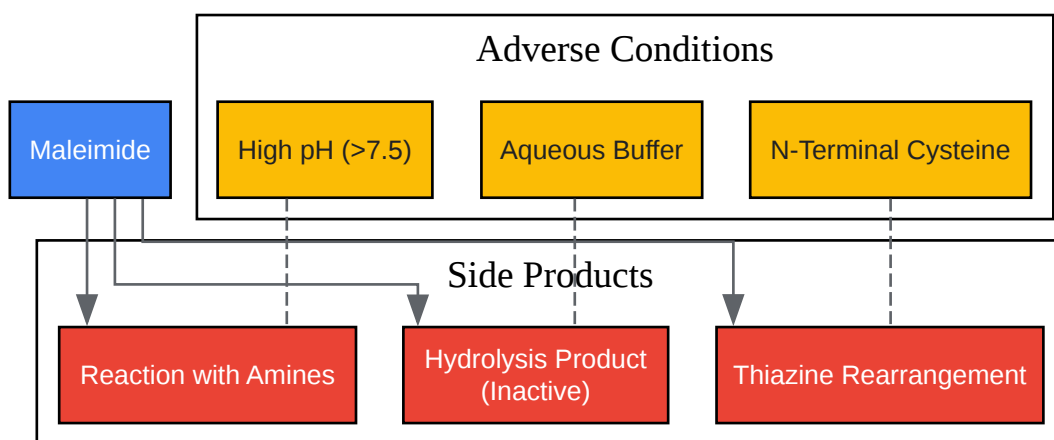 Adverse Conditions
Maleimide
High pH (>7.5)
Aqueous Buffer
N-Terminal Cysteine
Side Products
Reaction with Amines
Hydrolysis Product
(Inactive)
Thiazine Rearrangement